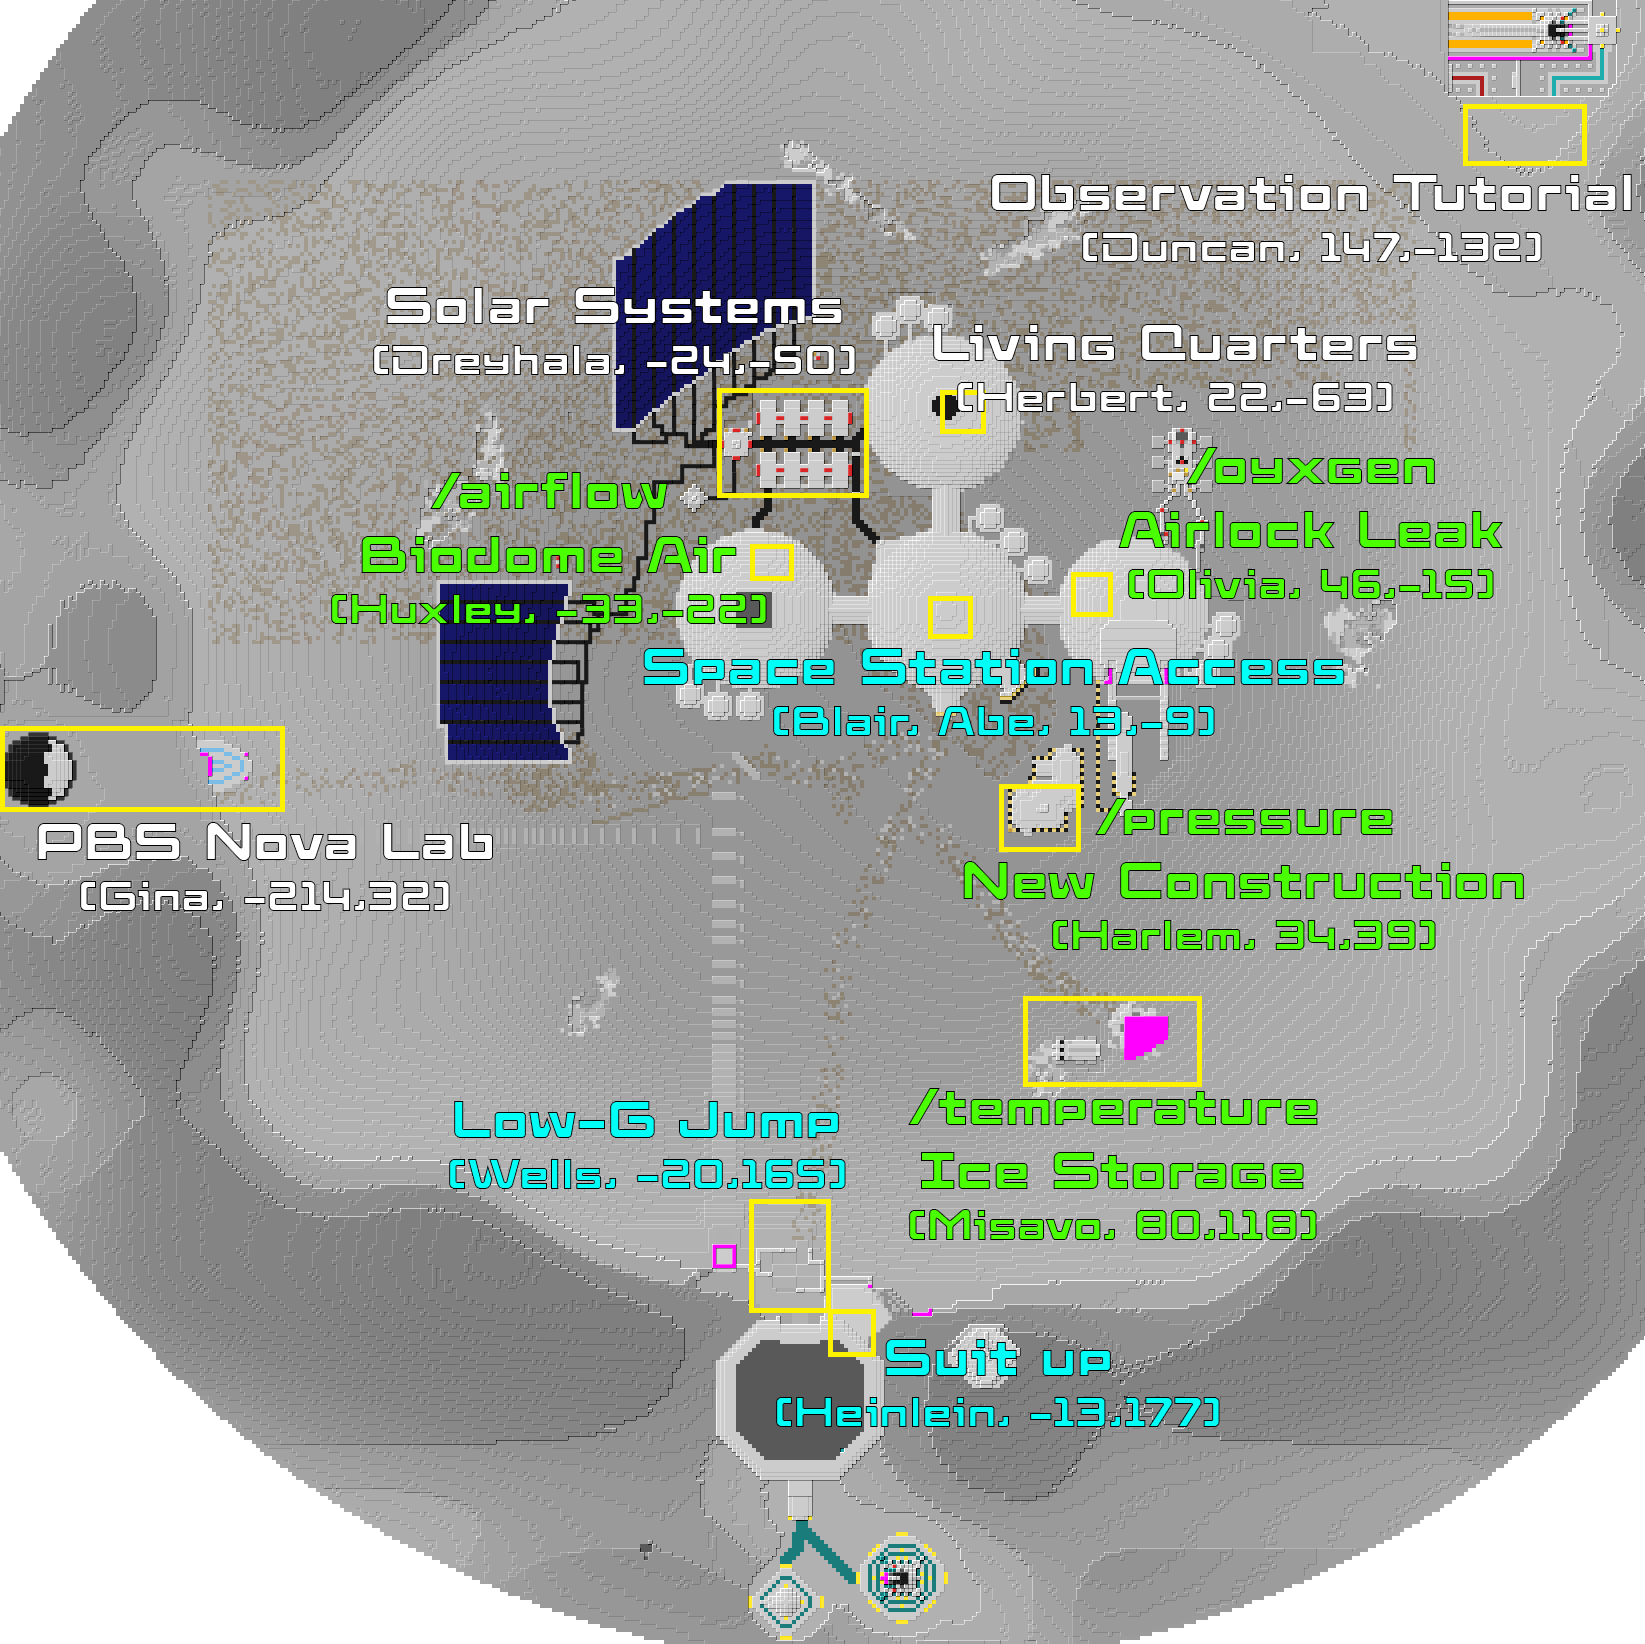 Observation Tutorial
(Duncan, 147,-132)
Solar Systems
(Dreyhala, -24,-50)
Living Quarters
(Herbert, 22,-63)
/airflow
Biodome Air
(Huxley, -33,-22)
/oyxgen
Airlock Leak
(Olivia, 46,-15)
Space Station Access
(Blair, Abe, 13,-9)
PBS Nova Lab
(Gina, -214,32)
/pressure
New Construction
(Harlem, 34,39)
Low-G Jump
(Wells, -20,165)
/temperature
Ice Storage
(Misavo, 80,118)
Suit up
(Heinlein, -13,177)